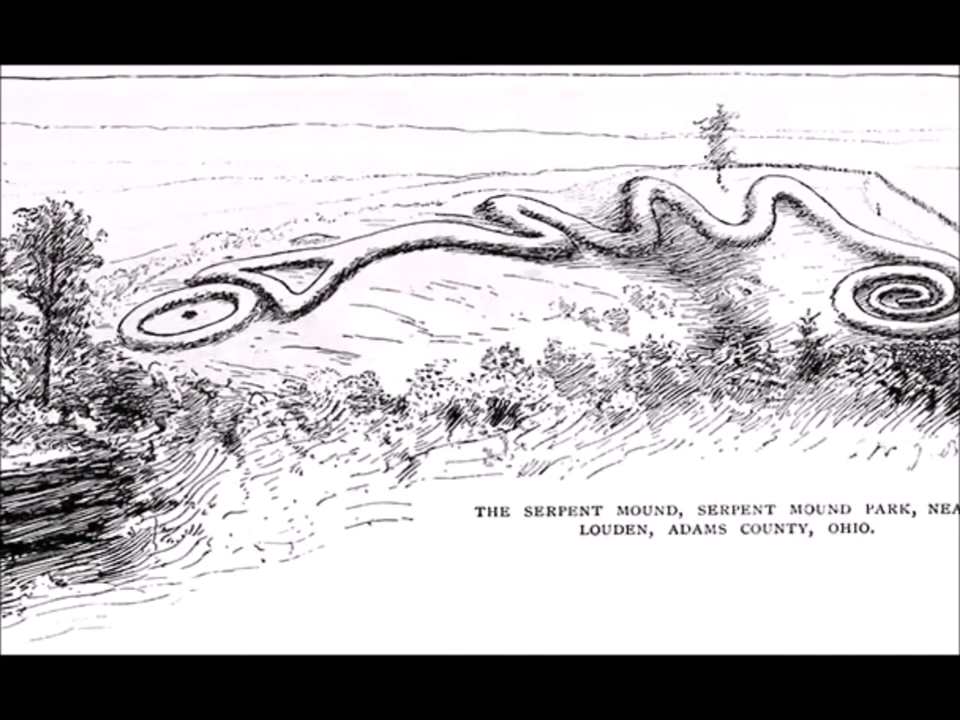 THE SERPENT MOUND, SERPENT MOUND PARK, NEA
LOUDEN, ADAMS COUNTY, OHIO.